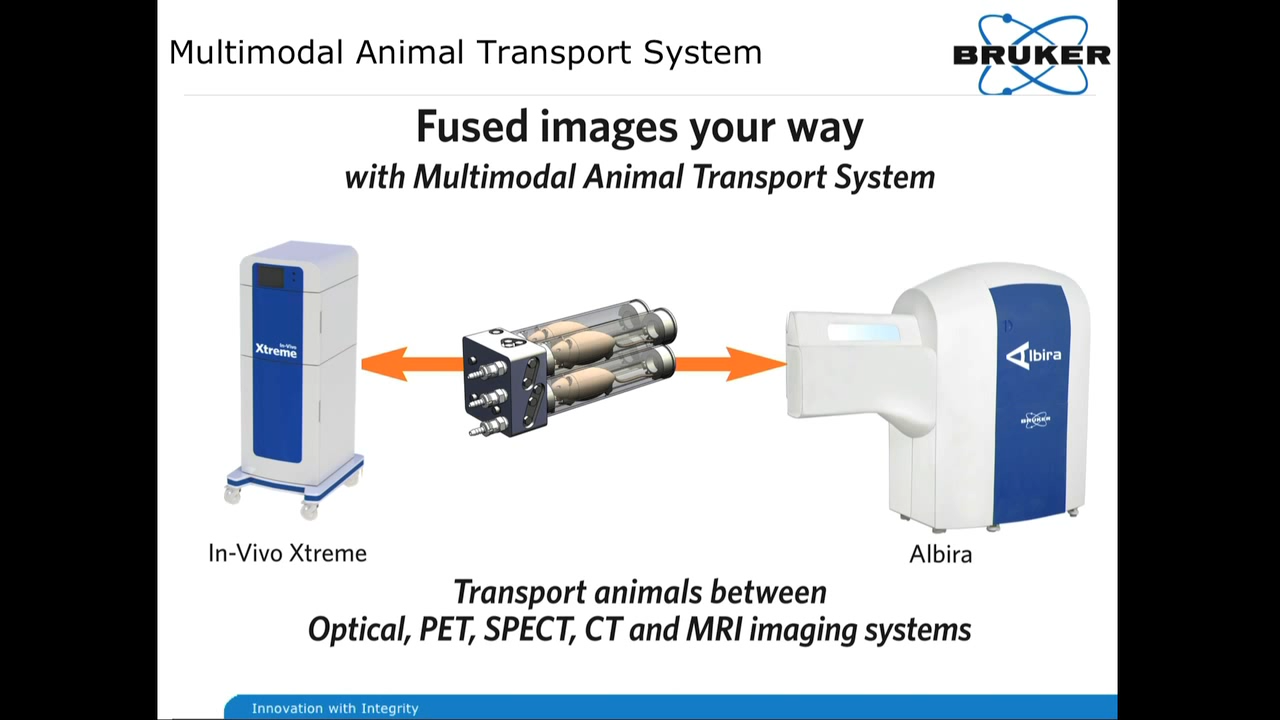 Multimodal Animal Transport System
BRUKER
Fused images your way
with Multimodal Animal Transport System
In-Vivo
Xtreme
Albira
BRUKER
In-Vivo Xtreme
Albira
Transport animals between
Optical, PET, SPECT, CT and MRI imaging systems
Innovation with Integrity